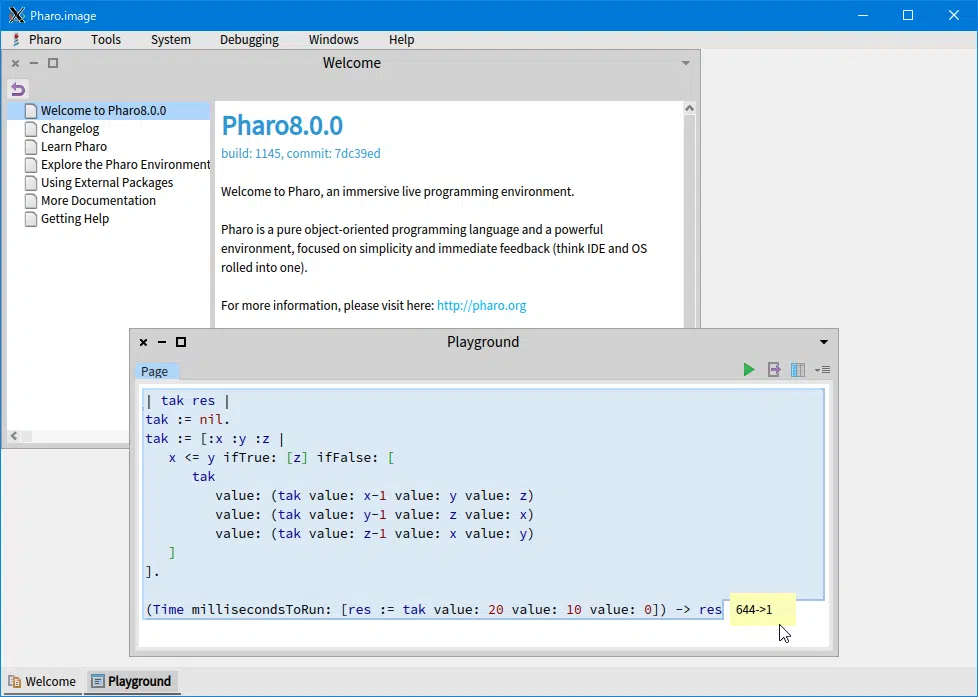 Pharo.image
Pharo Tools System Debugging Windows Help
Welcome
Welcome to Pharo8.0.0
Changelog
Learn Pharo
Explore the Pharo Environment
Using External Packages
More Documentation
Getting Help
Pharo8.0.0
build: 1145, commit: 7dc39ed
Welcome to Pharo, an immersive live programming environment.
Pharo is a pure object-oriented programming language and a powerful
environment, focused on simplicity and immediate feedback (think IDE and OS
rolled into one).
For more information, please visit here: http://pharo.org
Playground
Page
| tak res |
tak := nil.
tak := [:x :y :z |
   x <= y ifTrue: [z] ifFalse: [
      tak
         value: (tak value: x-1 value: y value: z)
         value: (tak value: y-1 value: z value: x)
         value: (tak value: z-1 value: x value: y)
   ]
].
(Time millisecondsToRun: [res := tak value: 20 value: 10 value: 0]) -> res
644->1
Welcome Playground